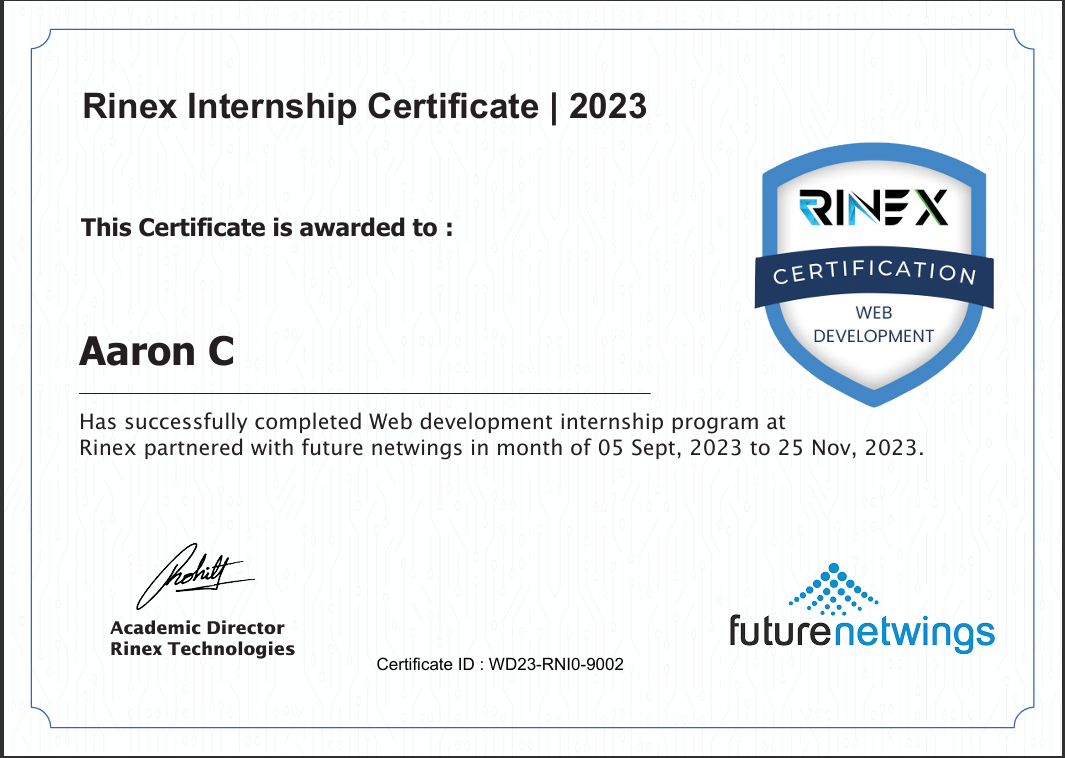 Rinex Internship Certificate | 2023
RINEX
CERTIFICATION
WEB
DEVELOPMENT
This Certificate is awarded to :
Aaron C
Has successfully completed Web development internship program at
Rinex partnered with future netwings in month of 05 Sept, 2023 to 25 Nov, 2023.
Academic Director
Rinex Technologies
Certificate ID : WD23-RNI0-9002
futurenetwings